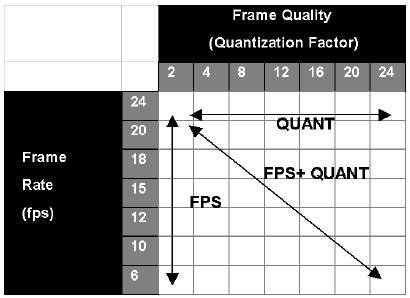 Frame Quality
(Quantization Factor)
2 4 8 12 16 20 24
24
QUANT
20
Frame
Rate
(fps)
18
FPS+ QUANT
15
FPS
12
10
6